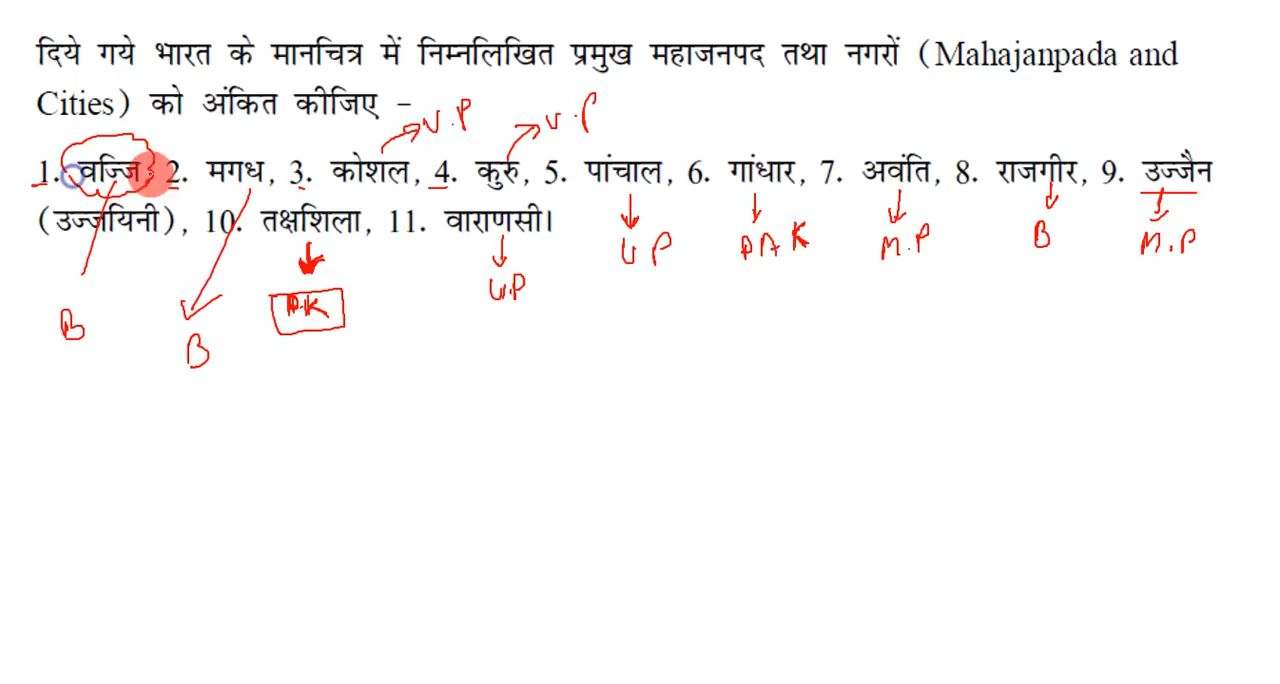 दिये गये भारत के मानचित्र में निम्नलिखित प्रमुख महाजनपद तथा नगरों (Mahajanpada and
Cities) को अंकित कीजिए -
U.P U.P
1. वज्जि 2. मगध, 3. कोशल, 4. कुरु, 5. पांचाल, 6. गांधार, 7. अवंति, 8. राजगीर, 9. उज्जैन
(उज्जयिनी), 10. तक्षशिला, 11. वाराणसी।
U P PAK M.P B M.P
B B P.K U.P